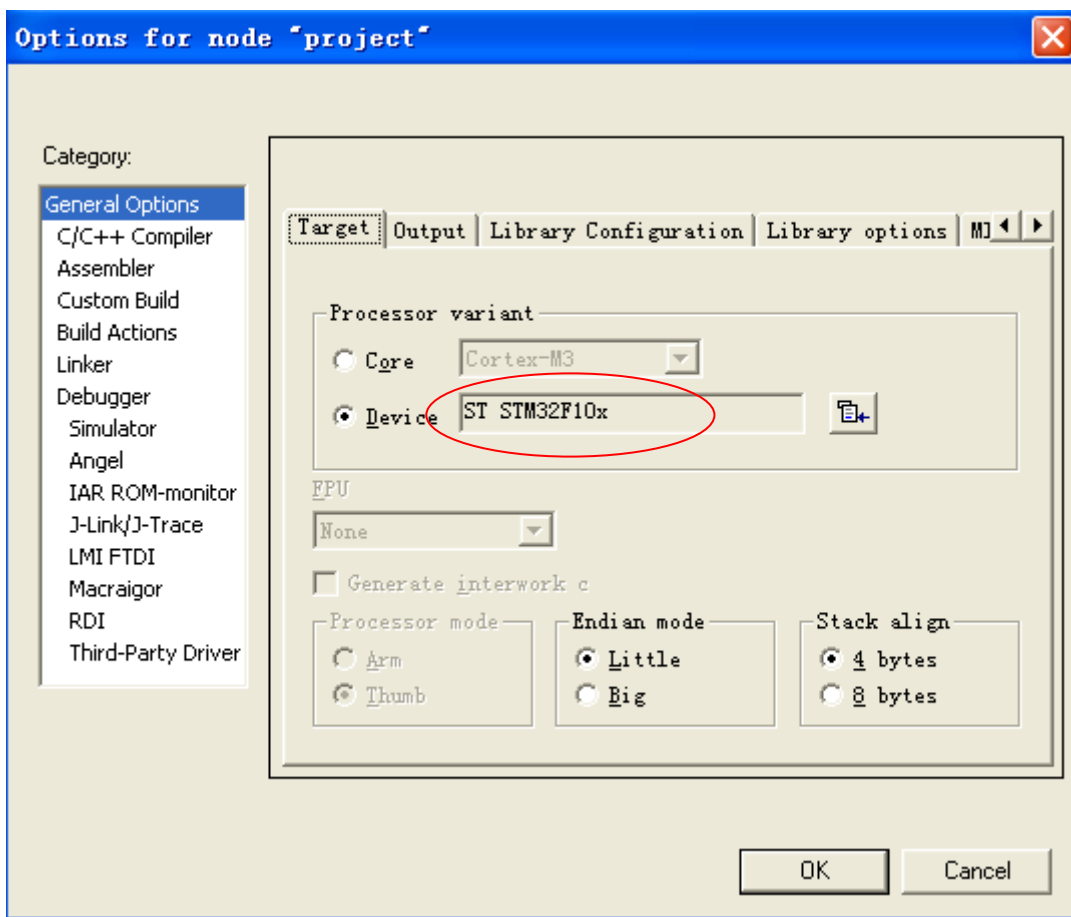 Options for node "project"
Category:
General Options
C/C++ Compiler
Assembler
Custom Build
Build Actions
Linker
Debugger
Simulator
Angel
IAR ROM-monitor
J-Link/J-Trace
LMI FTDI
Macraigor
RDI
Third-Party Driver
Target Output Library Configuration Library options MI
Processor variant
Core Cortex-M3
Device ST STM32F10x
FPU
None
Generate interwork c
Processor mode
Arm
Thumb
Endian mode
Little
Big
Stack align
4 bytes
8 bytes
OK Cancel